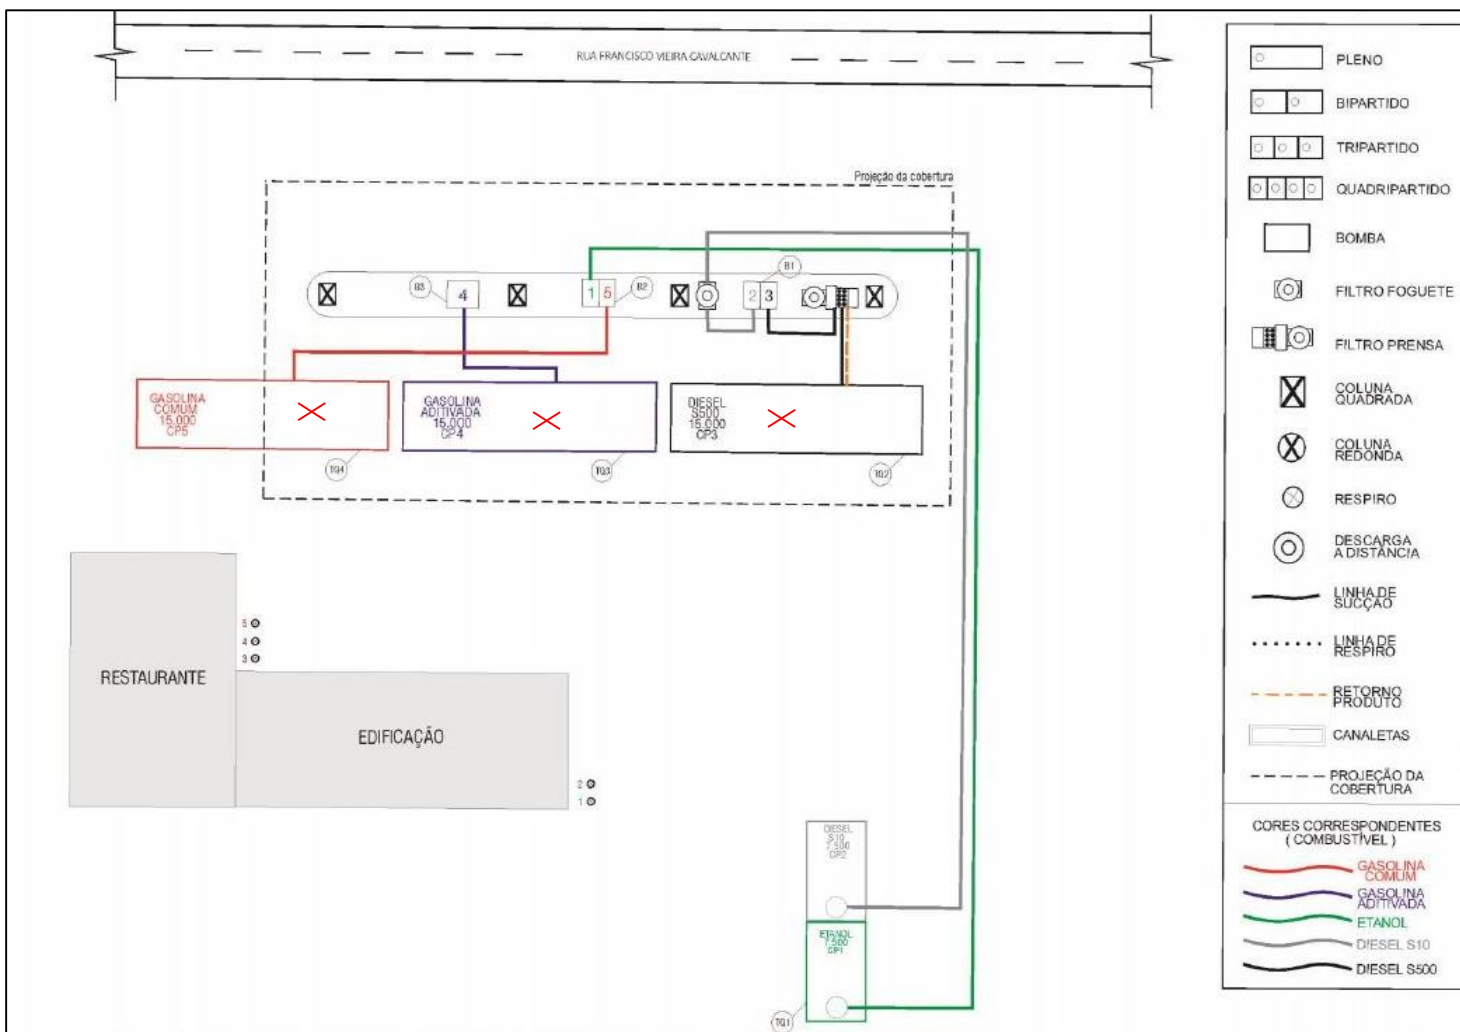 RUA FRANCISCO VIEIRA CAVALCANTE
Projeção da cobertura
B3
4
1
5
B2
B1
2
3
GASOLINA
COMUM
15.000
CP5
TQ4
GASOLINA
ADITIVADA
15.000
CP4
TQ3
DIESEL
S500
15.000
CP3
TQ2
RESTAURANTE
5
4
3
EDIFICAÇÃO
2
1
DIESEL
S10
7.500
CP2
ETANOL
7.500
CP1
TQ1
PLENO
BIPARTIDO
TRIPARTIDO
QUADRIPARTIDO
BOMBA
FILTRO FOGUETE
FILTRO PRENSA
COLUNA
QUADRADA
COLUNA
REDONDA
RESPIRO
DESCARGA
A DISTÂNCIA
LINHA DE
SUCÇÃO
LINHA DE
RESPIRO
RETORNO
PRODUTO
CANALETAS
PROJEÇÃO DA
COBERTURA
CORES CORRESPONDENTES
( COMBUSTÍVEL )
GASOLINA
COMUM
GASOLINA
ADITIVADA
ETANOL
DIESEL S10
DIESEL S500